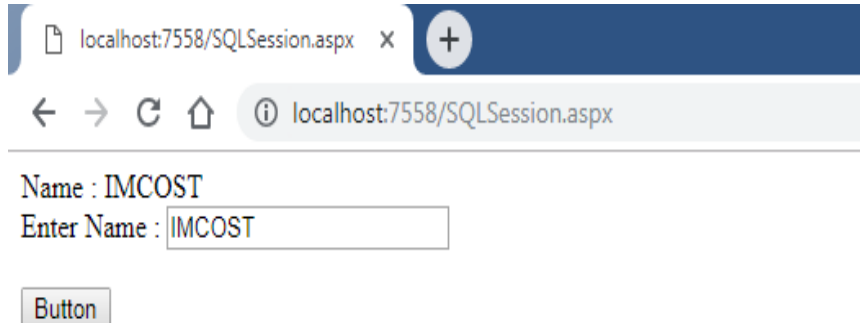 localhost:7558/SQLSession.aspx
localhost:7558/SQLSession.aspx
Name : IMCOST
Enter Name : IMCOST
Button